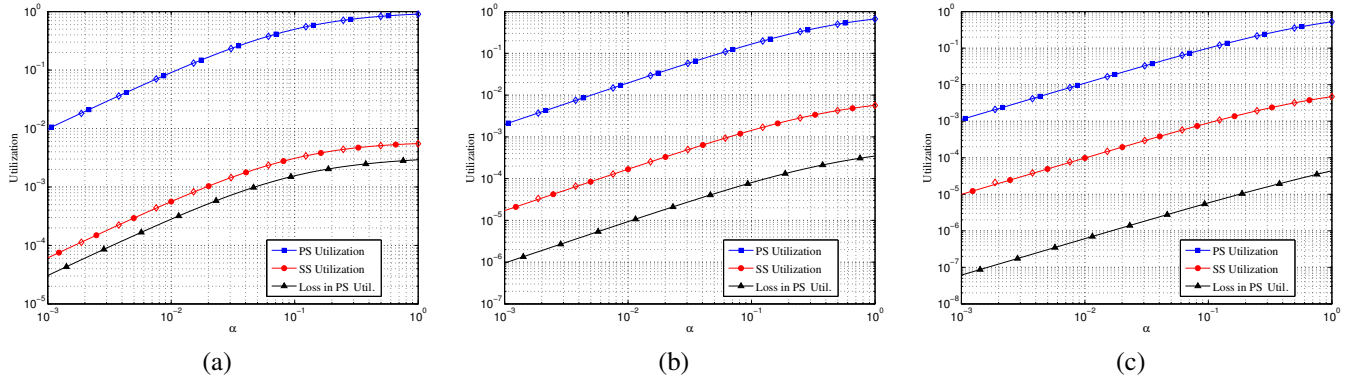 10^0
10^-1
10^-2
10^-3
10^-4
10^-5
Utilization
10^-3
10^-2
10^-1
10^0
α
PS Utilization
SS Utilization
Loss in PS Util.
(a)
10^0
10^-1
10^-2
10^-3
10^-4
10^-5
10^-6
10^-7
Utilization
10^-3
10^-2
10^-1
10^0
α
PS Utilization
SS Utilization
Loss in PS Util.
(b)
10^0
10^-1
10^-2
10^-3
10^-4
10^-5
10^-6
10^-7
10^-8
Utilization
10^-3
10^-2
10^-1
10^0
α
PS Utilization
SS Utilization
Loss in PS Util.
(c)